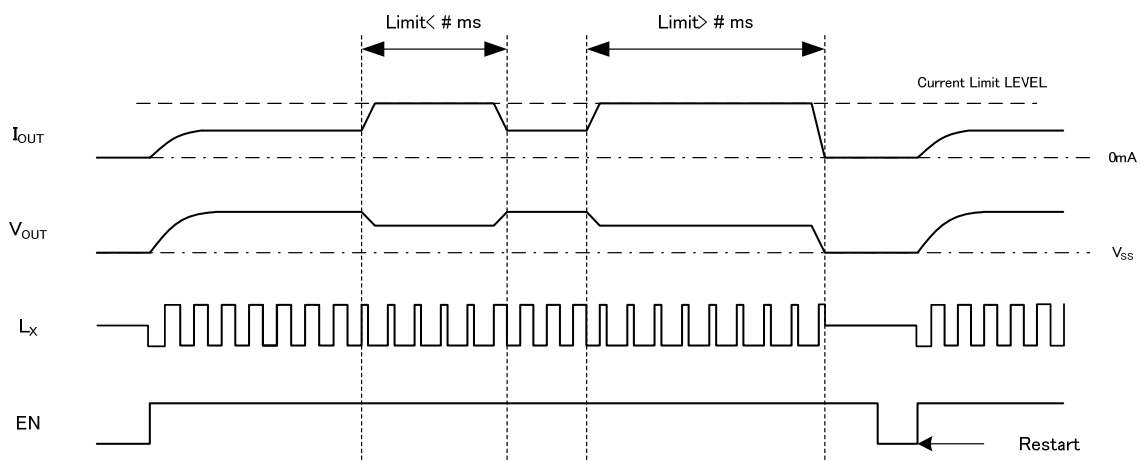 Limit< # ms
Limit> # ms
Current Limit LEVEL
IOUT
0mA
VOUT
VSS
LX
EN
Restart